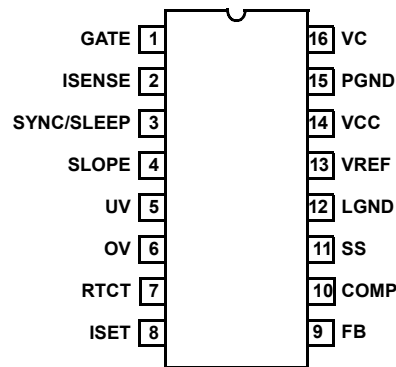 GATE 1 16 VC
ISENSE 2 15 PGND
SYNC/SLEEP 3 14 VCC
SLOPE 4 13 VREF
UV 5 12 LGND
OV 6 11 SS
RTCT 7 10 COMP
ISET 8 9 FB